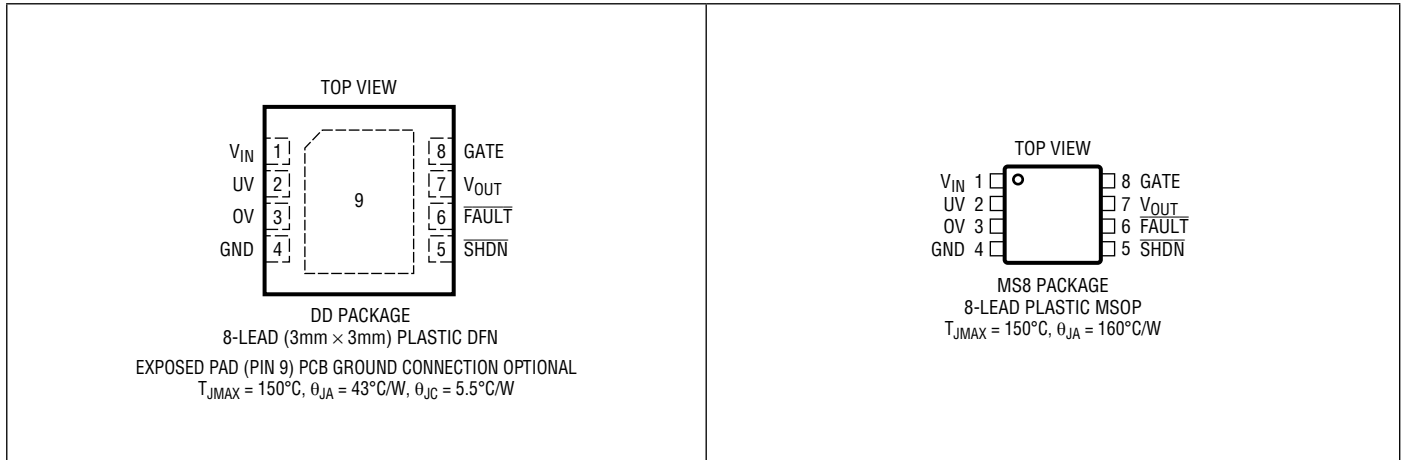 TOP VIEW
VIN 1
UV 2
OV 3
GND 4
9
8 GATE
7 VOUT
6 FAULT
5 SHDN
DD PACKAGE
8-LEAD (3mm × 3mm) PLASTIC DFN
EXPOSED PAD (PIN 9) PCB GROUND CONNECTION OPTIONAL
TJMAX = 150°C, θJA = 43°C/W, θJC = 5.5°C/W
TOP VIEW
VIN 1
UV 2
OV 3
GND 4
8 GATE
7 VOUT
6 FAULT
5 SHDN
MS8 PACKAGE
8-LEAD PLASTIC MSOP
TJMAX = 150°C, θJA = 160°C/W